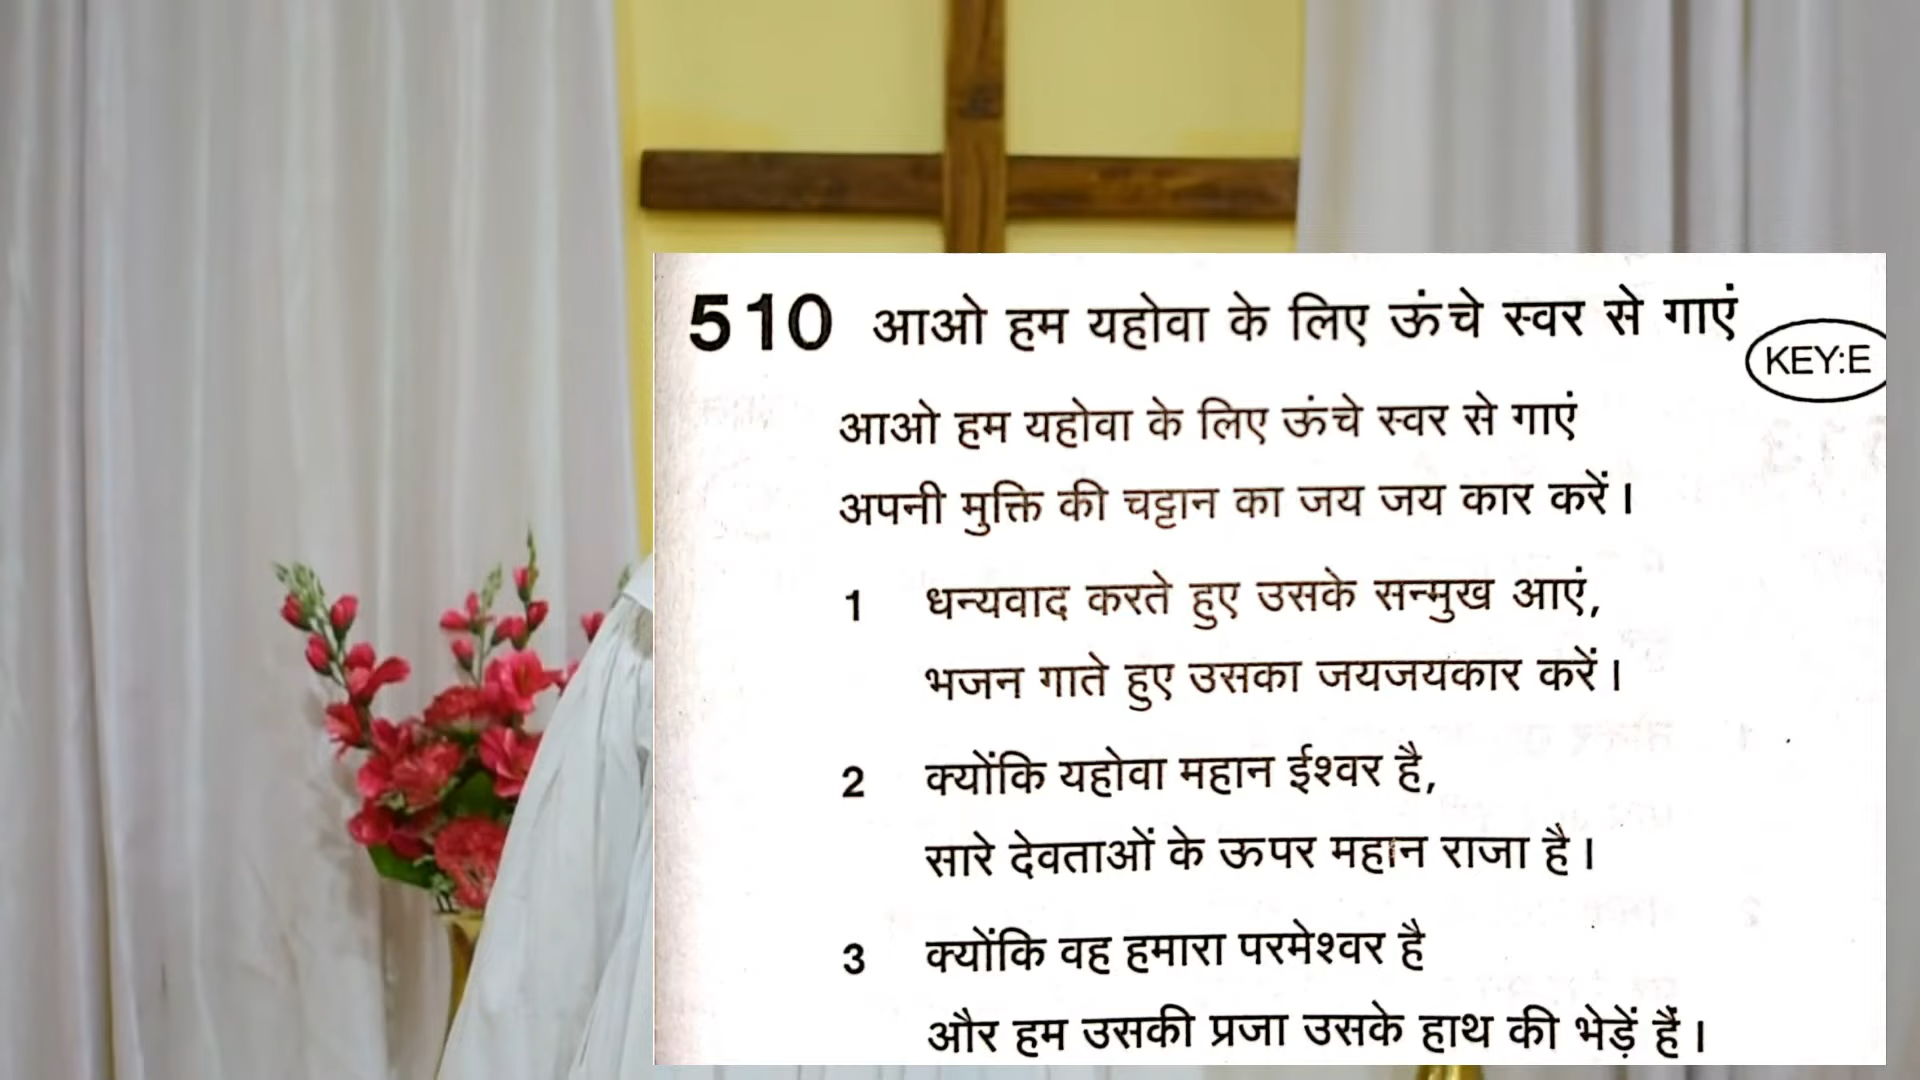 510 आओ हम यहोवा के लिए ऊंचे स्वर से गाएं
KEY:E
आओ हम यहोवा के लिए ऊंचे स्वर से गाएं
अपनी मुक्ति की चट्टान का जय जय कार करें।
1 धन्यवाद करते हुए उसके सन्मुख आएं,
भजन गाते हुए उसका जयजयकार करें।
2 क्योंकि यहोवा महान ईश्वर है,
सारे देवताओं के ऊपर महान राजा है।
3 क्योंकि वह हमारा परमेश्वर है
और हम उसकी प्रजा उसके हाथ की भेड़ें हैं।